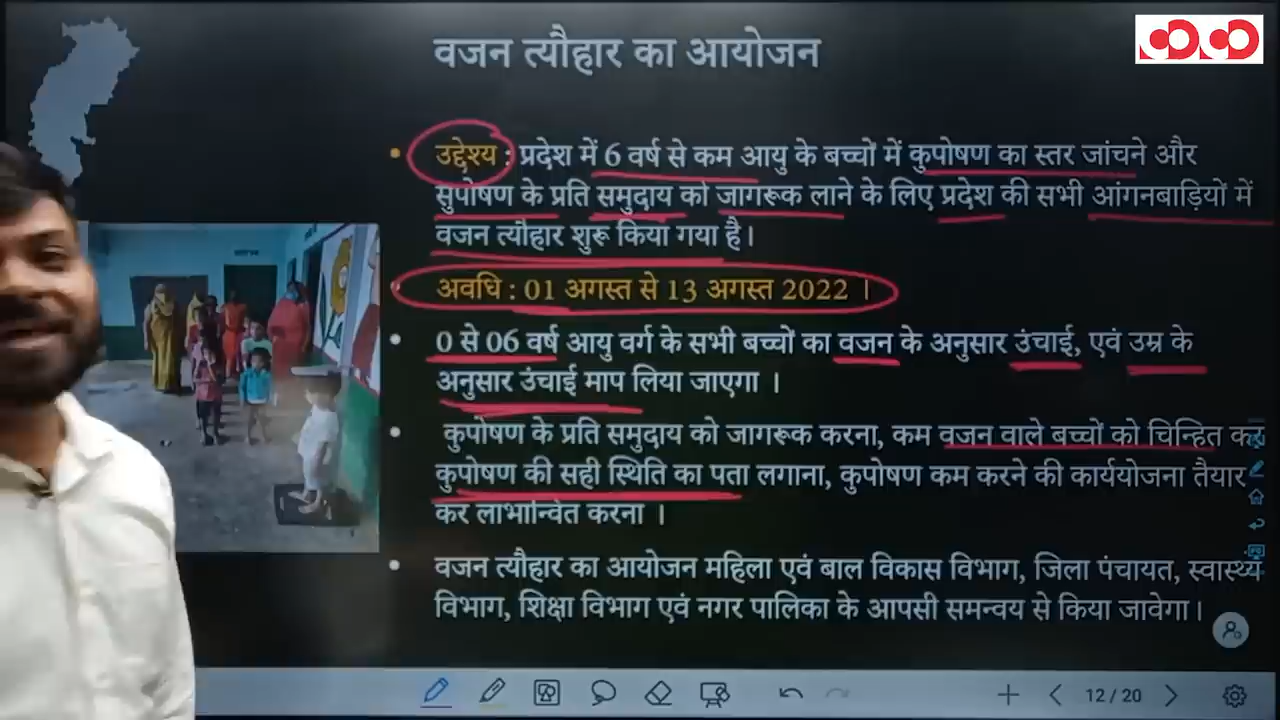 वजन त्यौहार का आयोजन
उद्देश्य : प्रदेश में 6 वर्ष से कम आयु के बच्चों में कुपोषण का स्तर जांचने और
सुपोषण के प्रति समुदाय को जागरूक लाने के लिए प्रदेश की सभी आंगनबाड़ियों में
वजन त्यौहार शुरू किया गया है।
अवधि : 01 अगस्त से 13 अगस्त 2022 ।
0 से 06 वर्ष आयु वर्ग के सभी बच्चों का वजन के अनुसार उंचाई, एवं उम्र के
अनुसार उंचाई माप लिया जाएगा ।
कुपोषण के प्रति समुदाय को जागरूक करना, कम वजन वाले बच्चों को चिन्हित कर
कुपोषण की सही स्थिति का पता लगाना, कुपोषण कम करने की कार्ययोजना तैयार
कर लाभान्वित करना ।
वजन त्यौहार का आयोजन महिला एवं बाल विकास विभाग, जिला पंचायत, स्वास्थ्य
विभाग, शिक्षा विभाग एवं नगर पालिका के आपसी समन्वय से किया जावेगा।
12 / 20